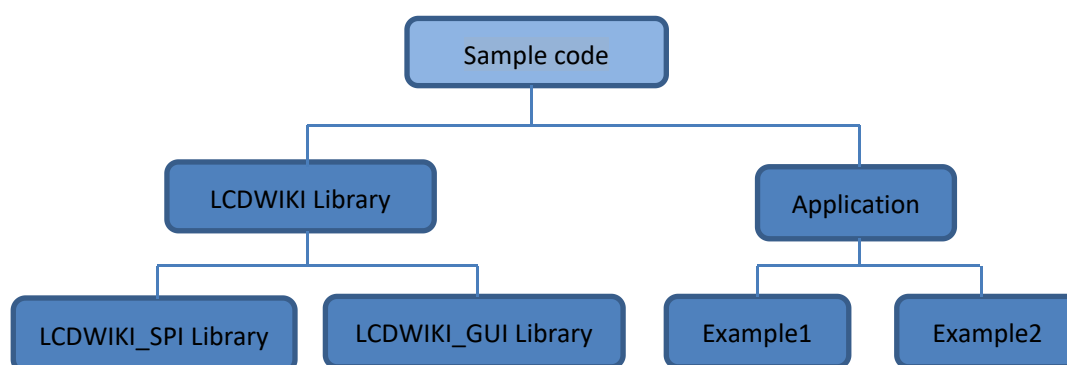 Sample code
LCDWIKI Library
Application
LCDWIKI_SPI Library
LCDWIKI_GUI Library
Example1
Example2